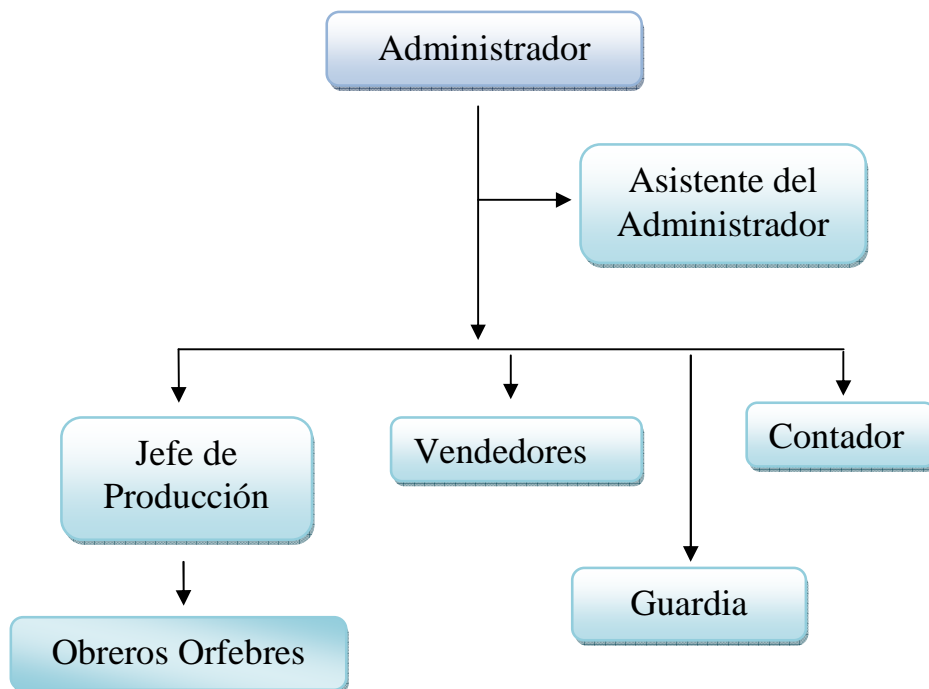 Administrador
Asistente del
Administrador
Jefe de
Producción
Vendedores
Contador
Guardia
Obreros Orfebres